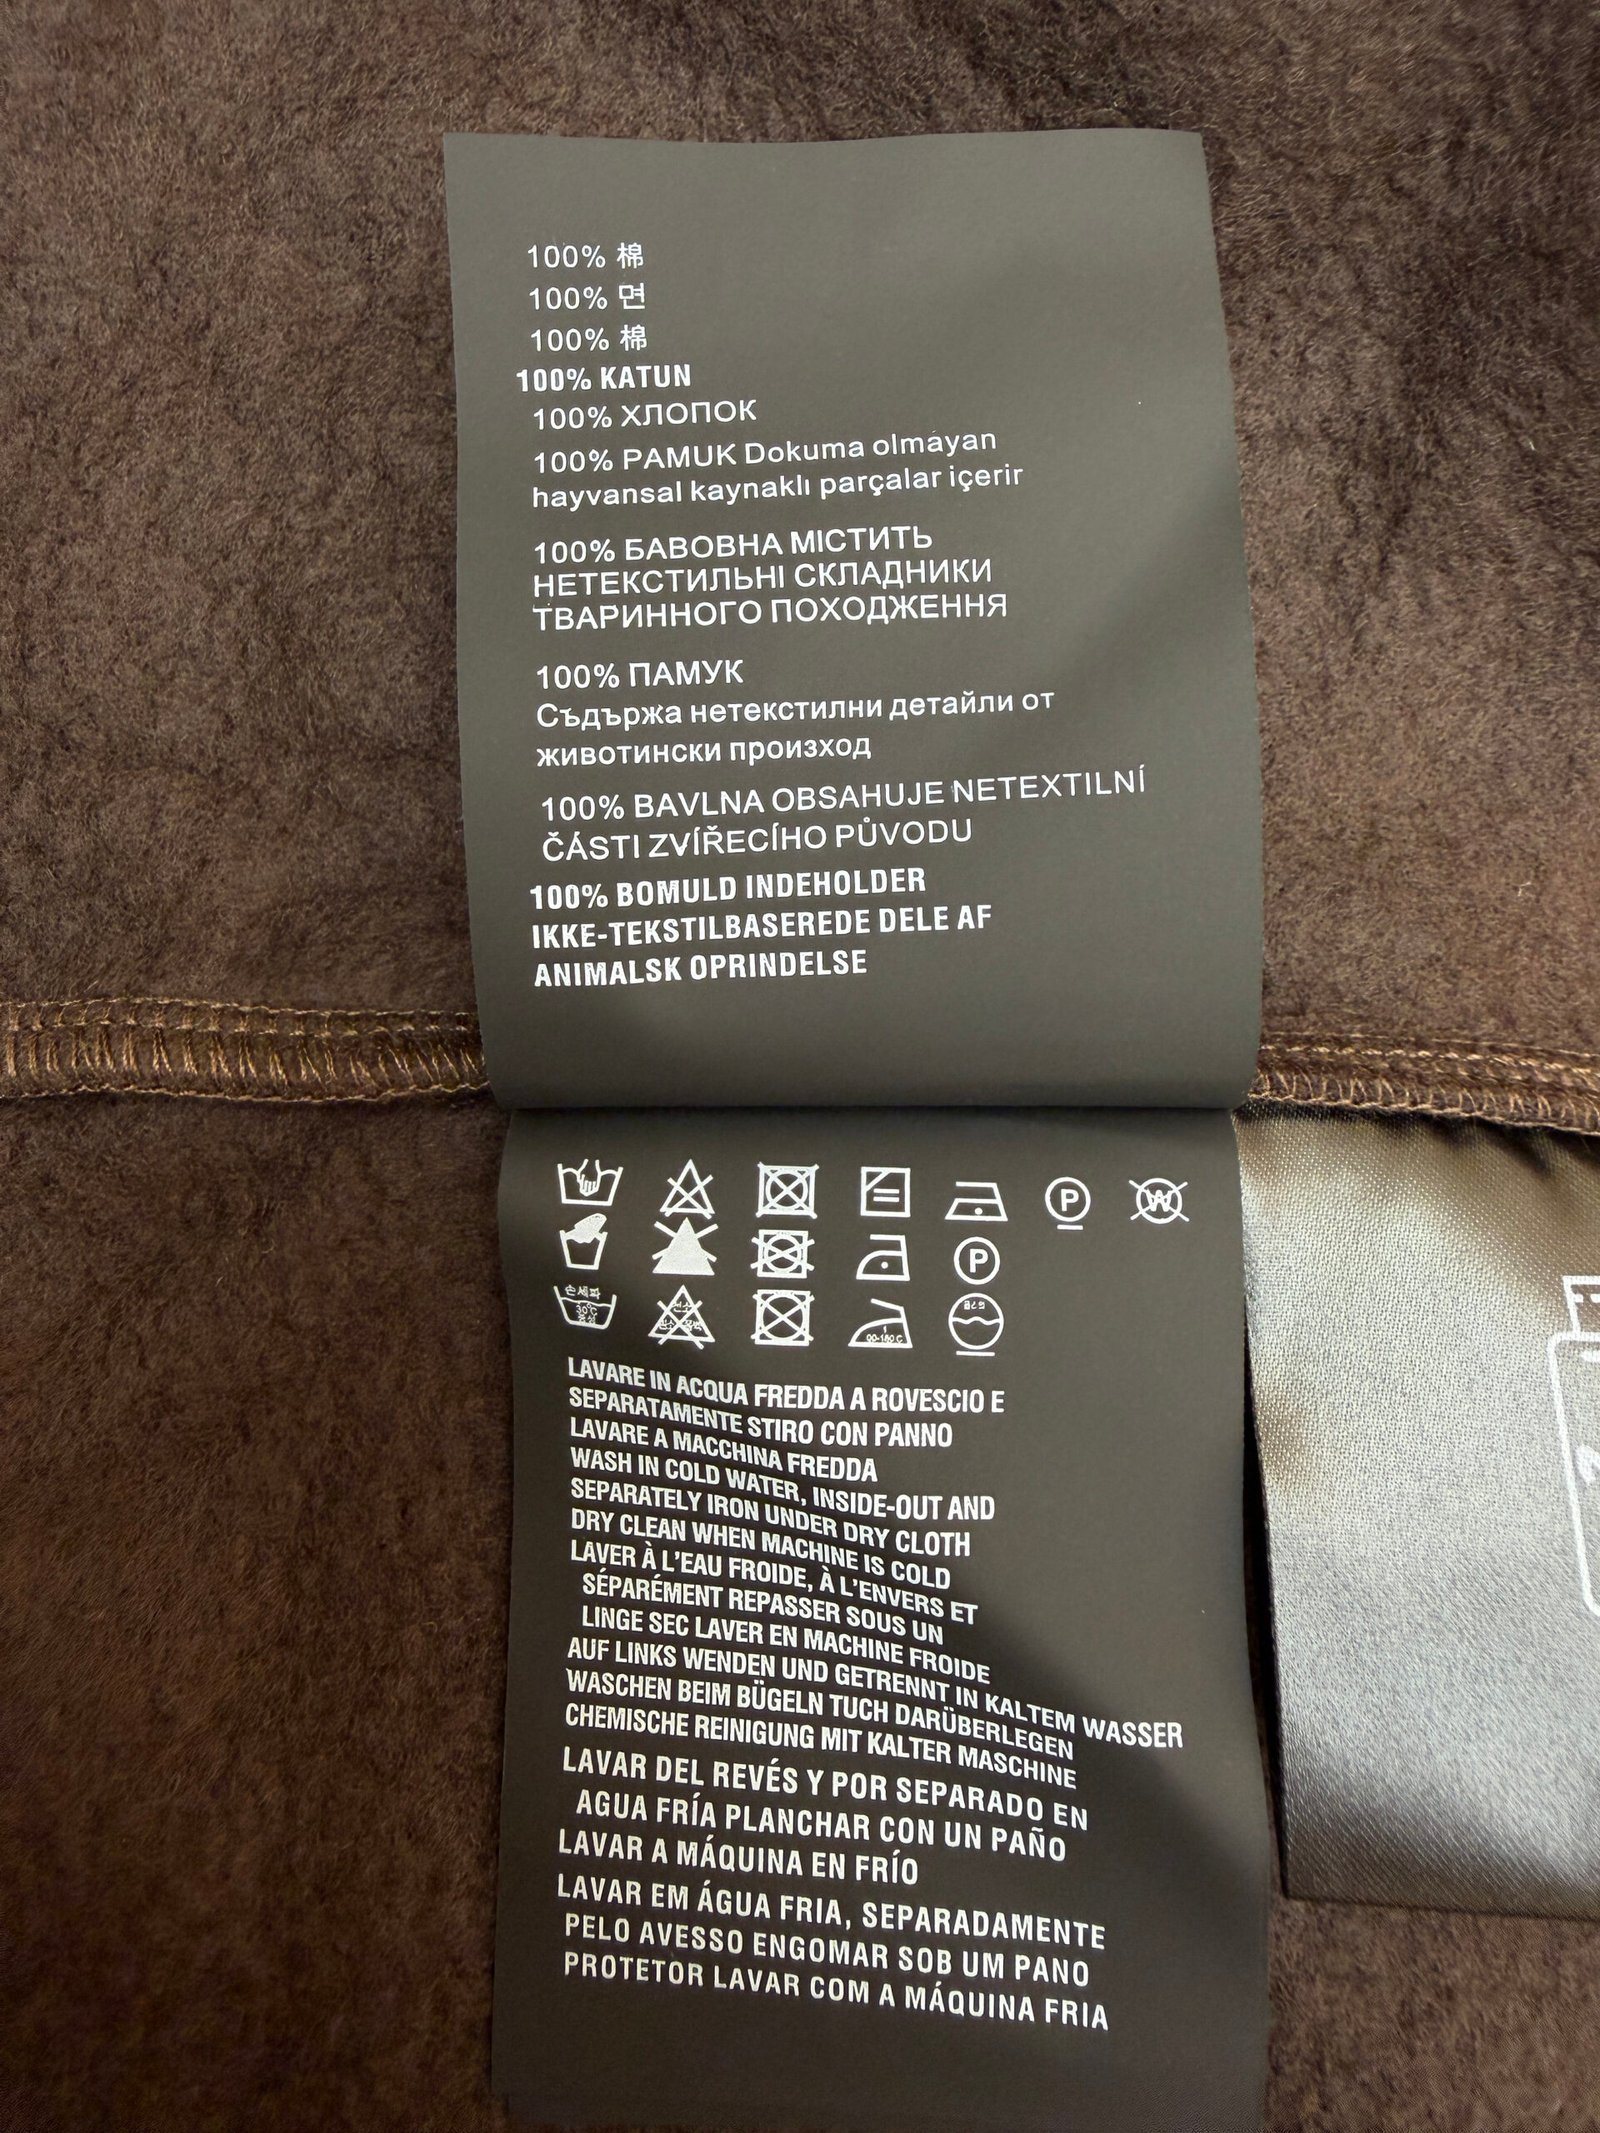 100% 棉
100% 면
100% 棉
100% KATUN
100% ХЛОПОК
100% PAMUK Dokuma olmayan
hayvansal kaynaklı parçalar içerir
100% БАВОВНА МІСТИТЬ
НЕТЕКСТИЛЬНІ СКЛАДНИКИ
ТВАРИННОГО ПОХОДЖЕННЯ
100% ПАМУК
Съдържа нетекстилни детайли от
животински произход
100% BAVLNA OBSAHUJE NETEXTILNÍ
ČÁSTI ZVÍŘECÍHO PŮVODU
100% BOMULD INDEHOLDER
IKKE-TEKSTILBASEREDE DELE AF
ANIMALSK OPRINDELSE
P W
P
손세파
30°C
LAVARE IN ACQUA FREDDA A ROVESCIO E
SEPARATAMENTE STIRO CON PANNO
LAVARE A MACCHINA FREDDA
WASH IN COLD WATER, INSIDE-OUT AND
SEPARATELY IRON UNDER DRY CLOTH
DRY CLEAN WHEN MACHINE IS COLD
LAVER À L'EAU FROIDE, À L'ENVERS ET
SÉPARÉMENT REPASSER SOUS UN
LINGE SEC LAVER EN MACHINE FROIDE
AUF LINKS WENDEN UND GETRENNT IN KALTEM WASSER
WASCHEN BEIM BÜGELN TUCH DARÜBERLEGEN
CHEMISCHE REINIGUNG MIT KALTER MASCHINE
LAVAR DEL REVÉS Y POR SEPARADO EN
AGUA FRÍA PLANCHAR CON UN PAÑO
LAVAR A MÁQUINA EN FRÍO
LAVAR EM ÁGUA FRIA, SEPARADAMENTE
PELO AVESSO ENGOMAR SOB UM PANO
PROTETOR LAVAR COM A MÁQUINA FRIA